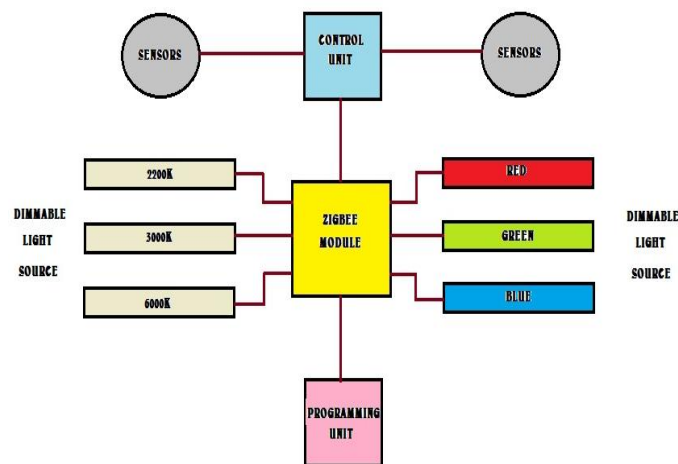 SENSORS
CONTROL
UNIT
SENSORS
2200K
RED
DIMMABLE
LIGHT
SOURCE
3000K
ZIGBEE
MODULE
GREEN
DIMMABLE
LIGHT
SOURCE
6000K
BLUE
PROGRAMMING
UNIT